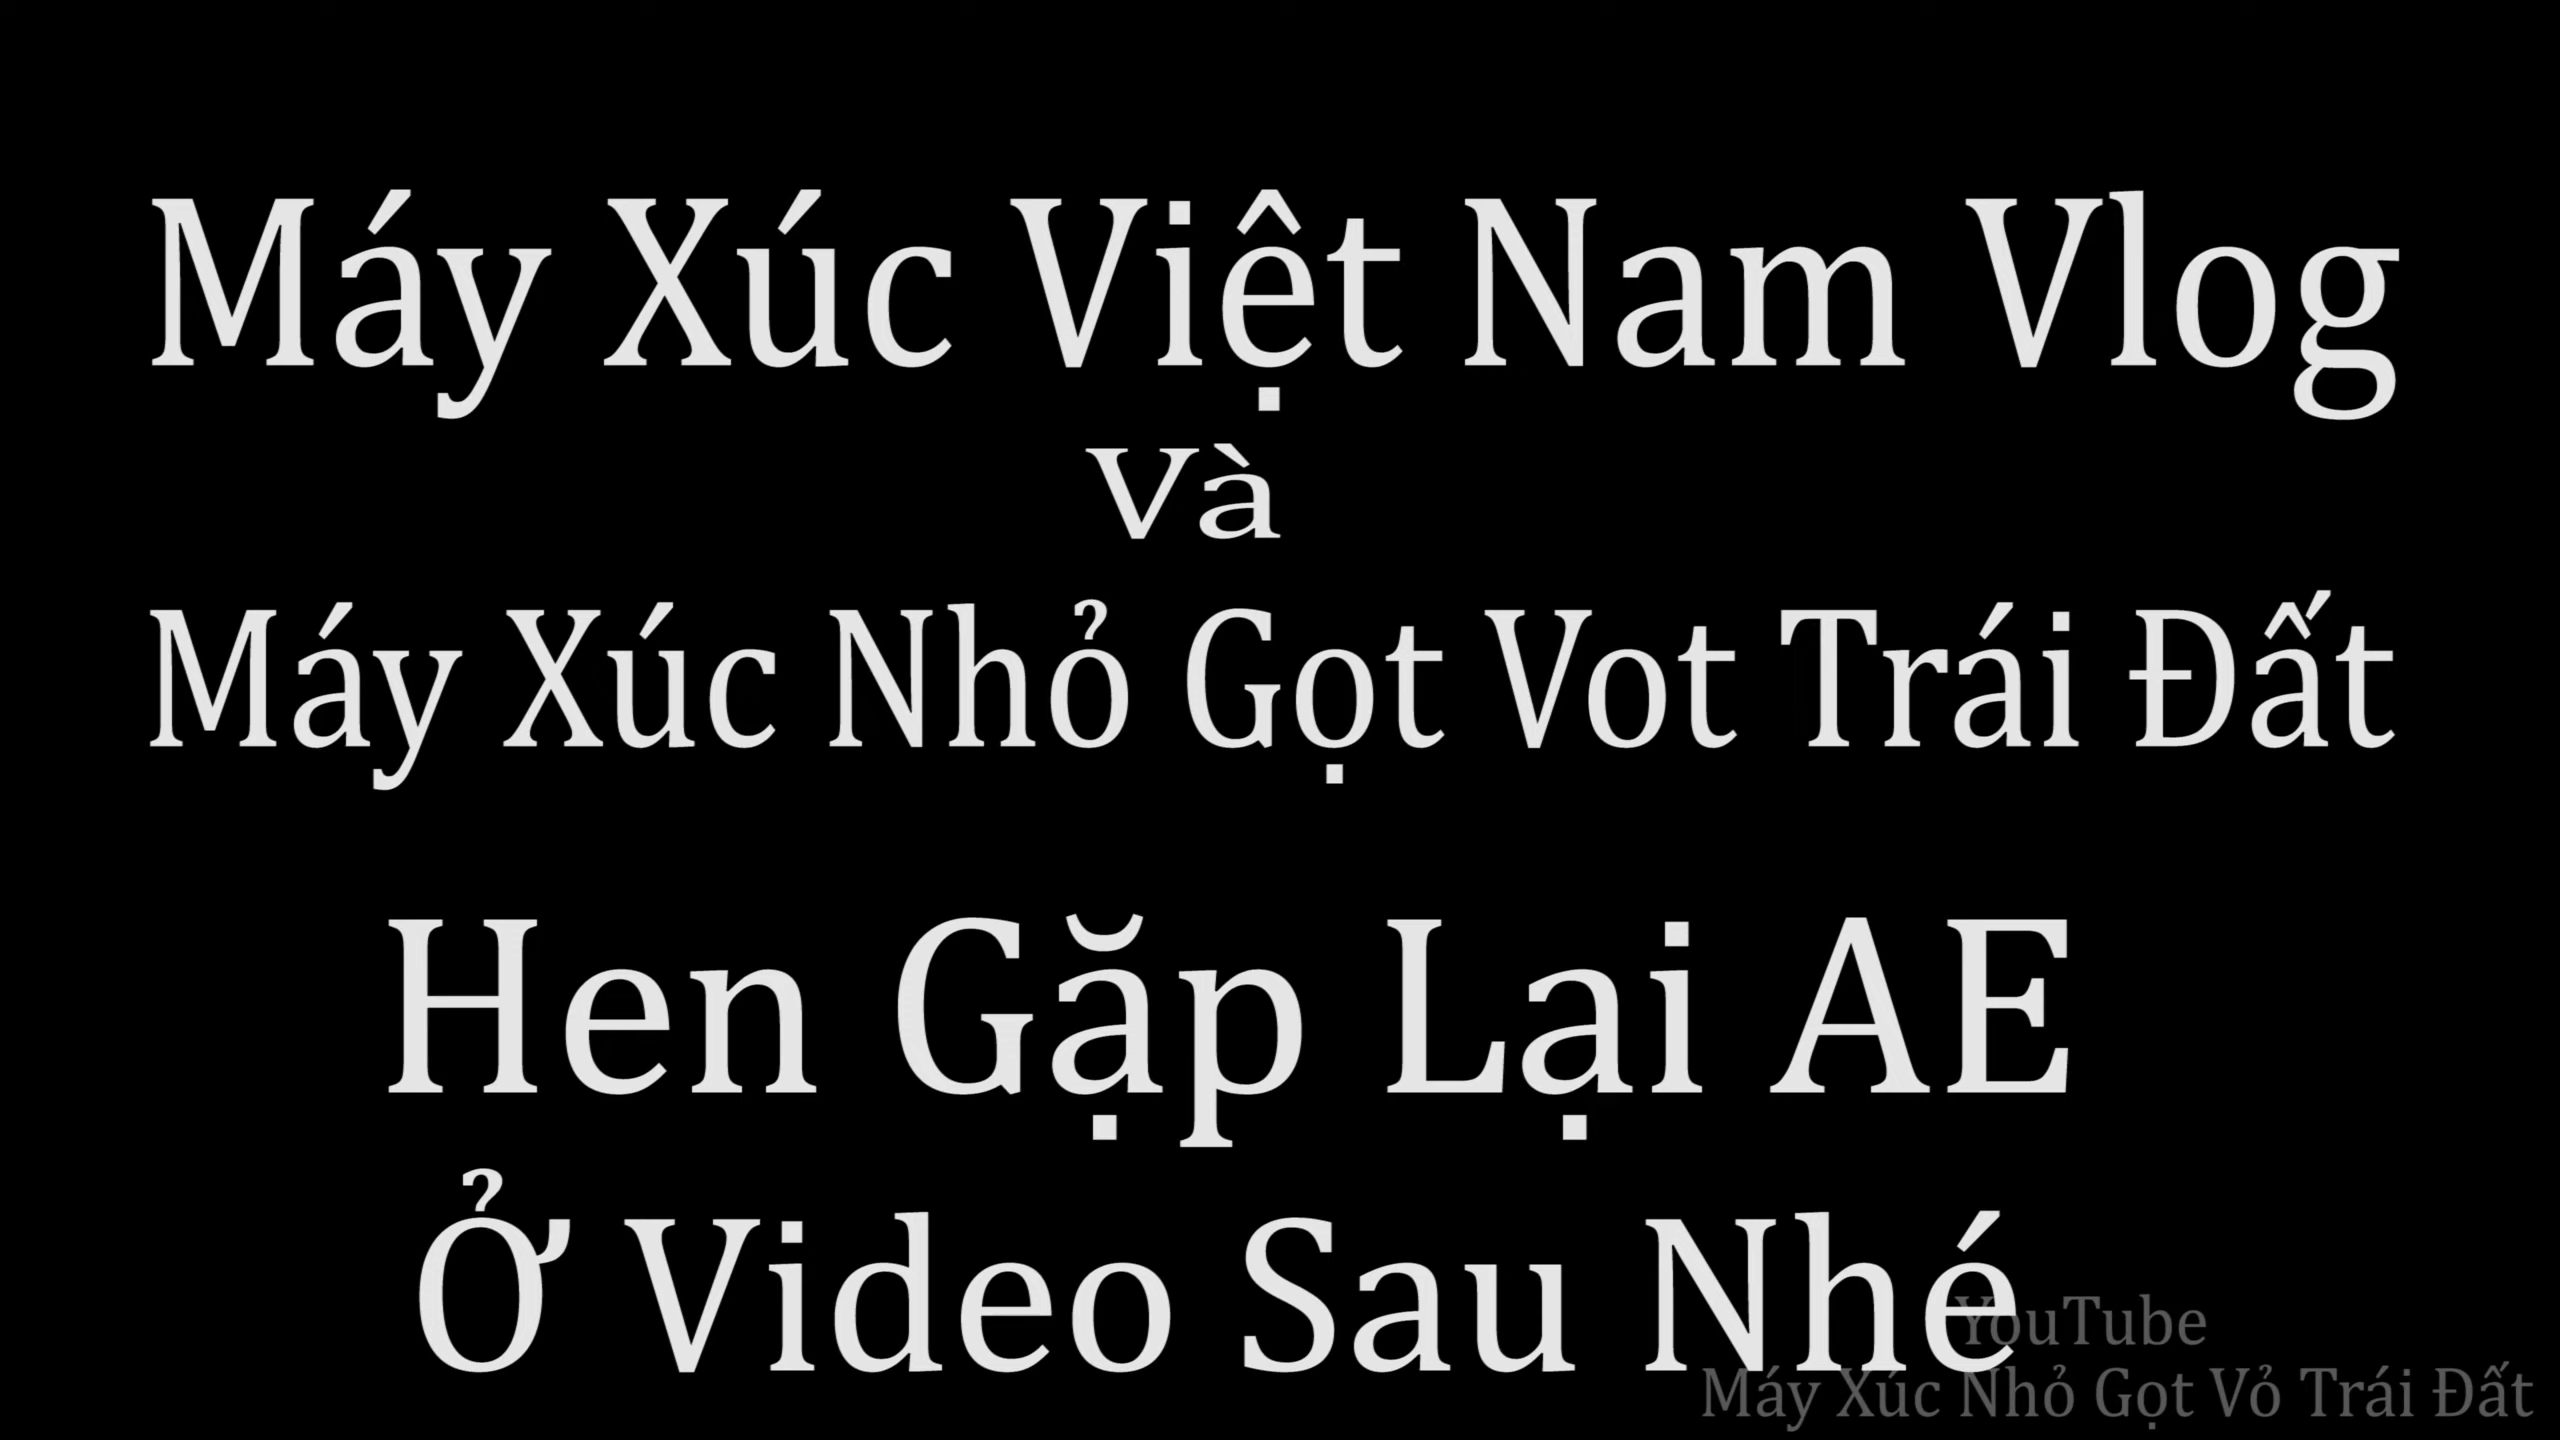 Máy Xúc Việt Nam Vlog
Và
Máy Xúc Nhỏ Gọt Vot Trái Đất
Hen Gặp Lại AE
Ở Video Sau Nhé
YouTube
Máy Xúc Nhỏ Gọt Vỏ Trái Đất